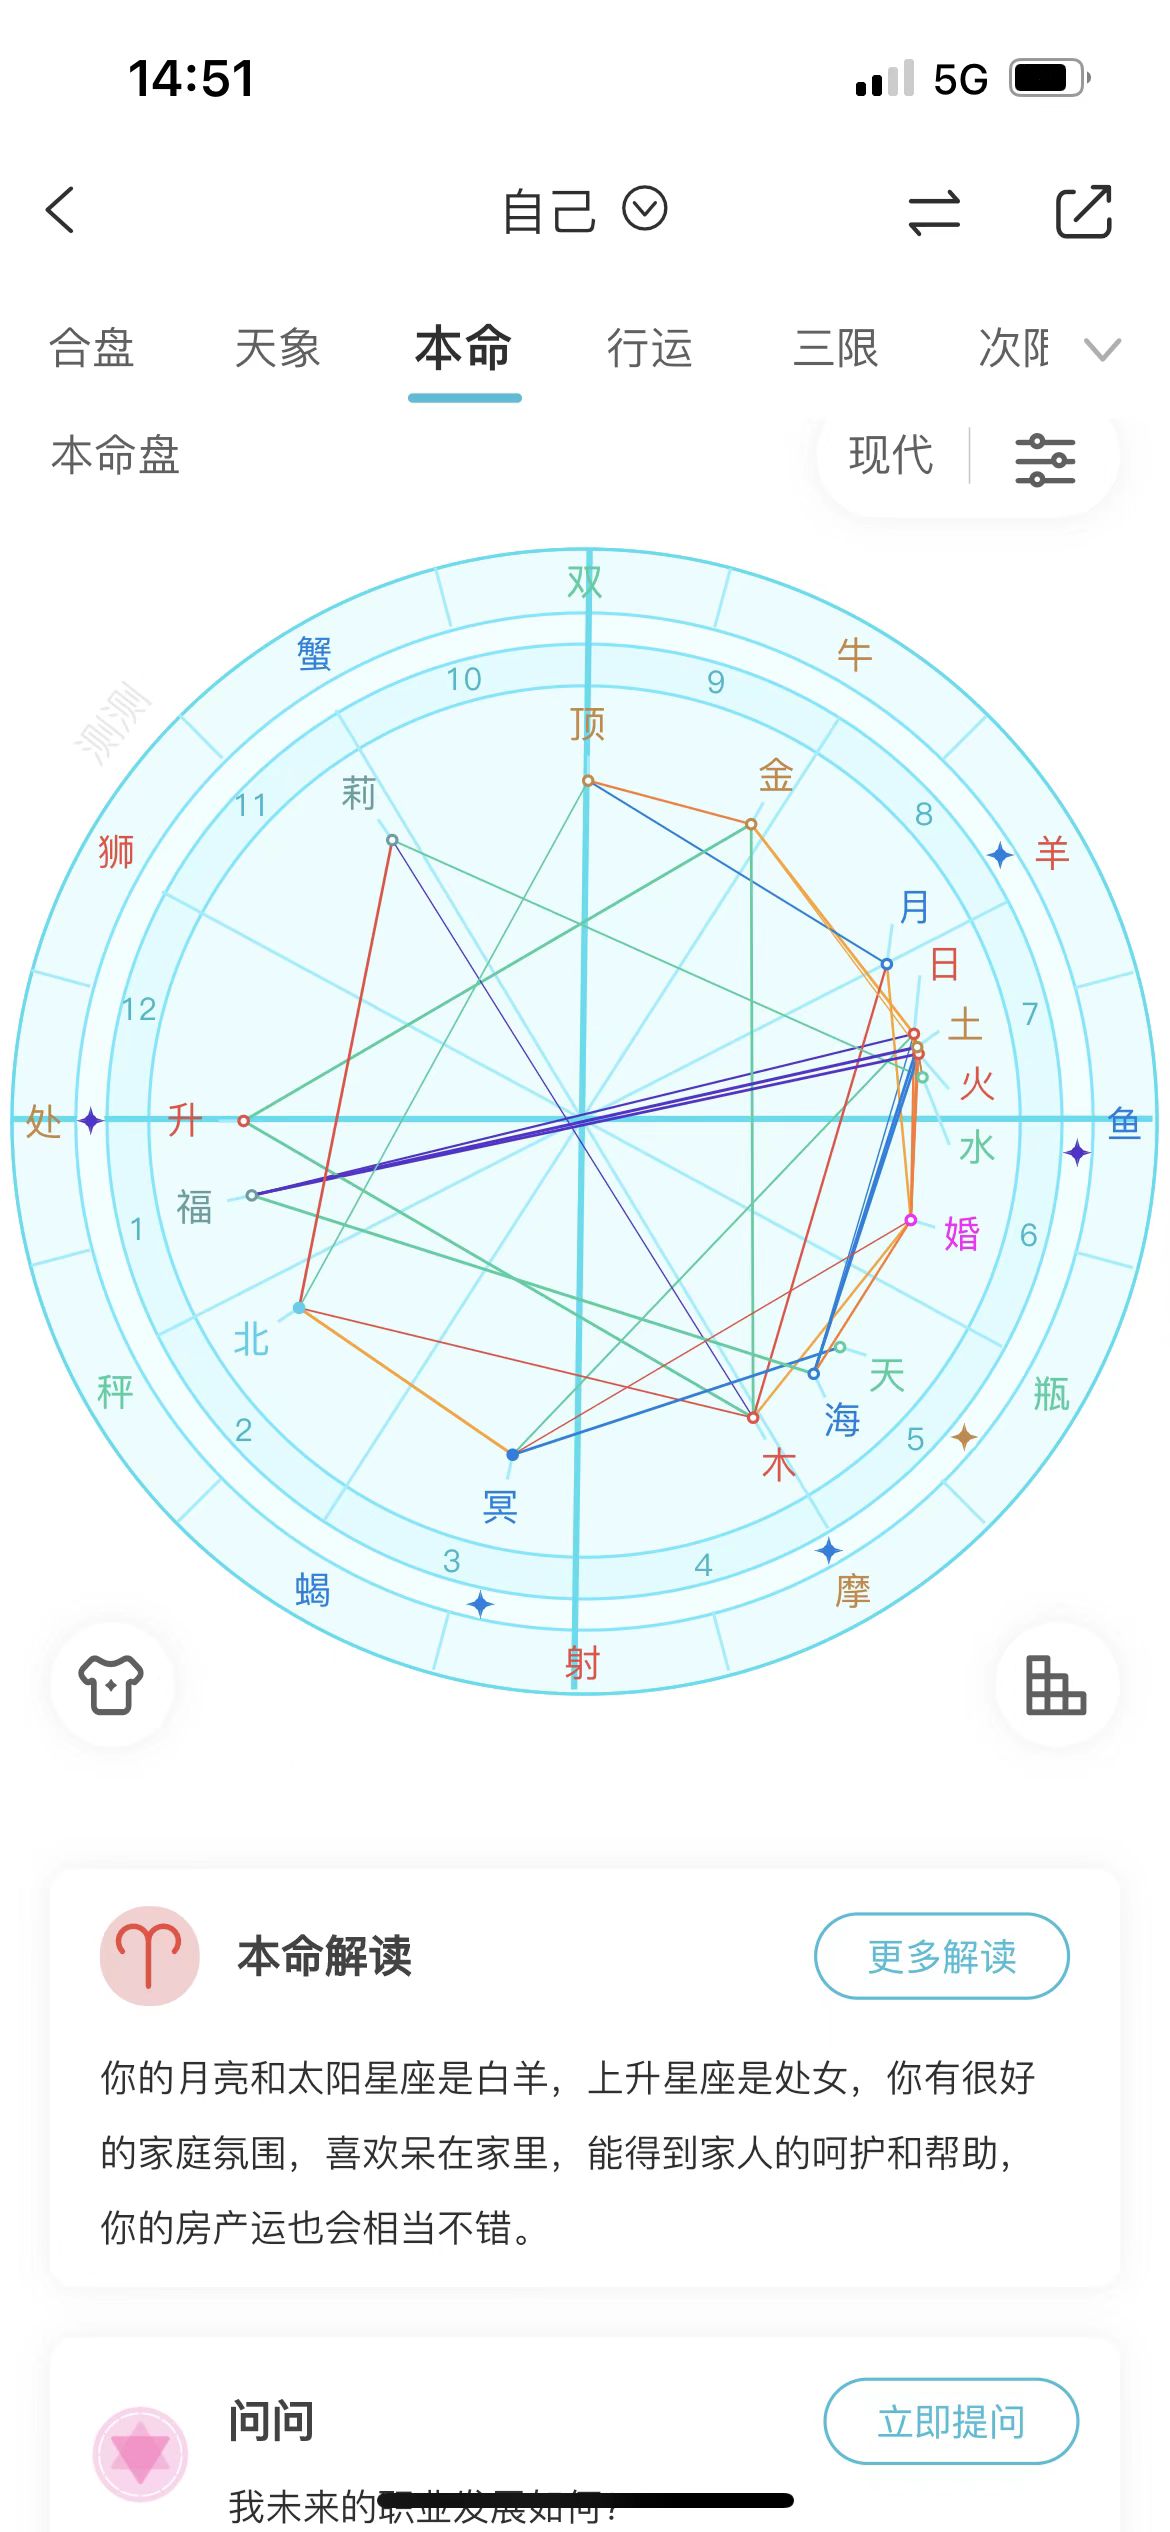 14:51
5G
自己
合盘 天象 本命 行运 三限 次限
本命盘
现代
双
蟹
牛
10
9
顶
测测
金
莉
11
8
狮
羊
月
日
12
7
土
火
处
升
鱼
水
福
1
6
婚
北
天
秤
瓶
海
2
5
木
冥
3
4
蝎
摩
射
本命解读
更多解读
你的月亮和太阳星座是白羊，上升星座是处女，你有很好
的家庭氛围，喜欢呆在家里，能得到家人的呵护和帮助，
你的房产运也会相当不错。
问问
立即提问
我未来的职业发展如何?